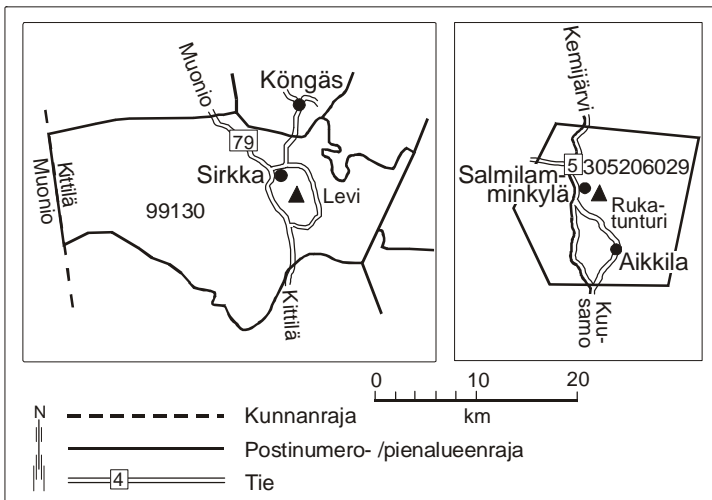 Muonio
Köngäs
79
Sirkka
Levi
Kittilä
Muonio
99130
Kittilä
Kemijärvi
5
305206029
Salmilam-
minkylä
Ruka-
tunturi
Aikkila
Kuu-
samo
0 10 20
km
N
Kunnanraja
Postinumero- /pienalueenraja
4
Tie